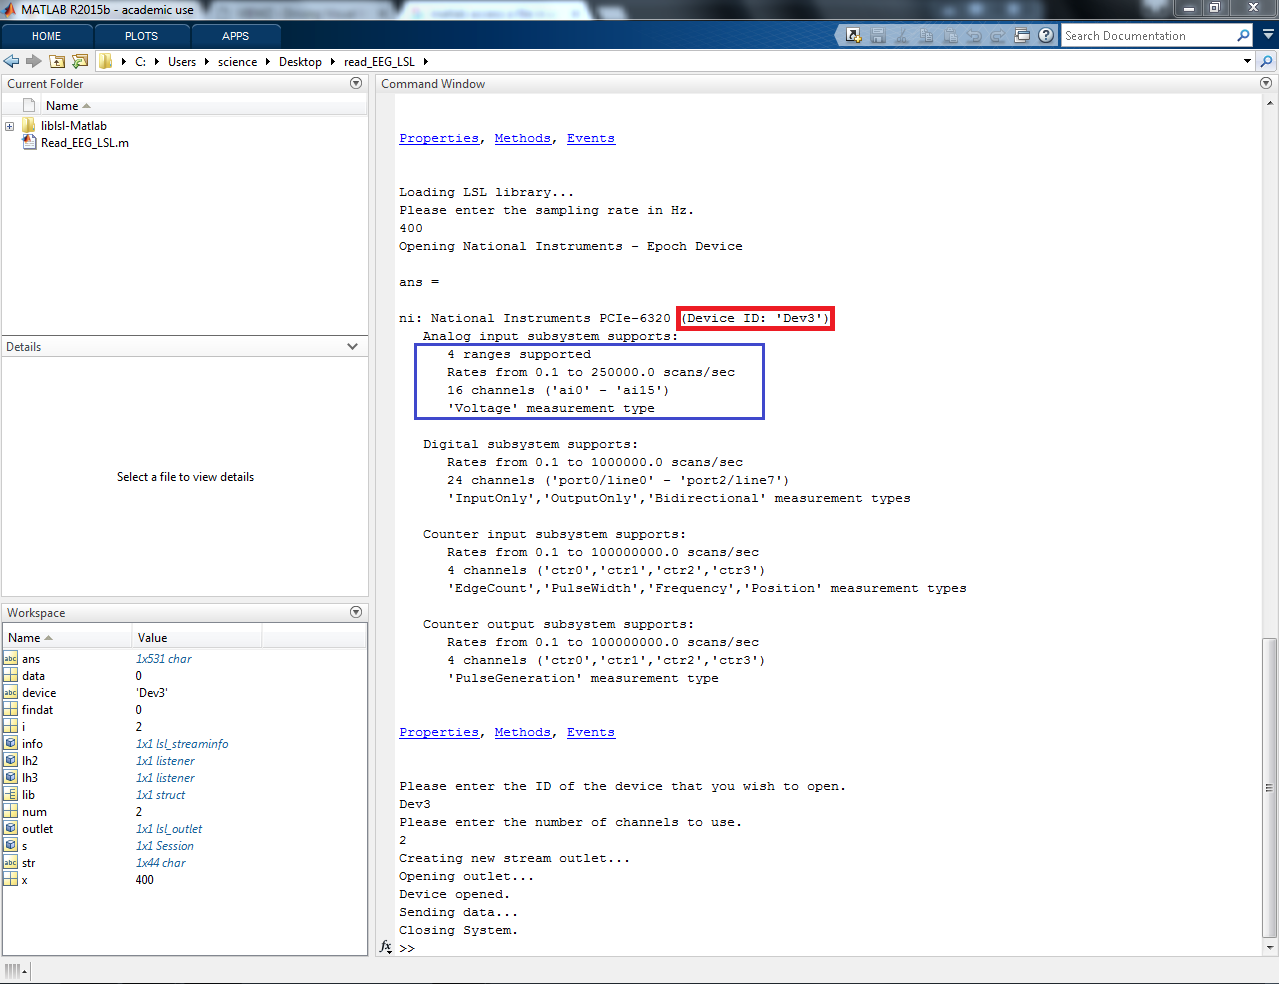 MATLAB R2015b - academic use
HOME PLOTS APPS
Search Documentation
C: Users science Desktop read_EEG_LSL
Current Folder
Name
liblsl-Matlab
Read_EEG_LSL.m
Details
Select a file to view details
Workspace
Name Value
ans 1x531 char
data 0
device 'Dev3'
findat 0
i 2
info 1x1 lsl_streaminfo
lh2 1x1 listener
lh3 1x1 listener
lib 1x1 struct
num 2
outlet 1x1 lsl_outlet
s 1x1 Session
str 1x44 char
x 400
Command Window
Properties, Methods, Events
Loading LSL library...
Please enter the sampling rate in Hz.
400
Opening National Instruments - Epoch Device
ans =
ni: National Instruments PCIe-6320 (Device ID: 'Dev3')
Analog input subsystem supports:
4 ranges supported
Rates from 0.1 to 250000.0 scans/sec
16 channels ('ai0' - 'ai15')
'Voltage' measurement type
Digital subsystem supports:
Rates from 0.1 to 1000000.0 scans/sec
24 channels ('port0/line0' - 'port2/line7')
'InputOnly','OutputOnly','Bidirectional' measurement types
Counter input subsystem supports:
Rates from 0.1 to 100000000.0 scans/sec
4 channels ('ctr0','ctr1','ctr2','ctr3')
'EdgeCount','PulseWidth','Frequency','Position' measurement types
Counter output subsystem supports:
Rates from 0.1 to 100000000.0 scans/sec
4 channels ('ctr0','ctr1','ctr2','ctr3')
'PulseGeneration' measurement type
Properties, Methods, Events
Please enter the ID of the device that you wish to open.
Dev3
Please enter the number of channels to use.
2
Creating new stream outlet...
Opening outlet...
Device opened.
Sending data...
Closing System.
fx >>